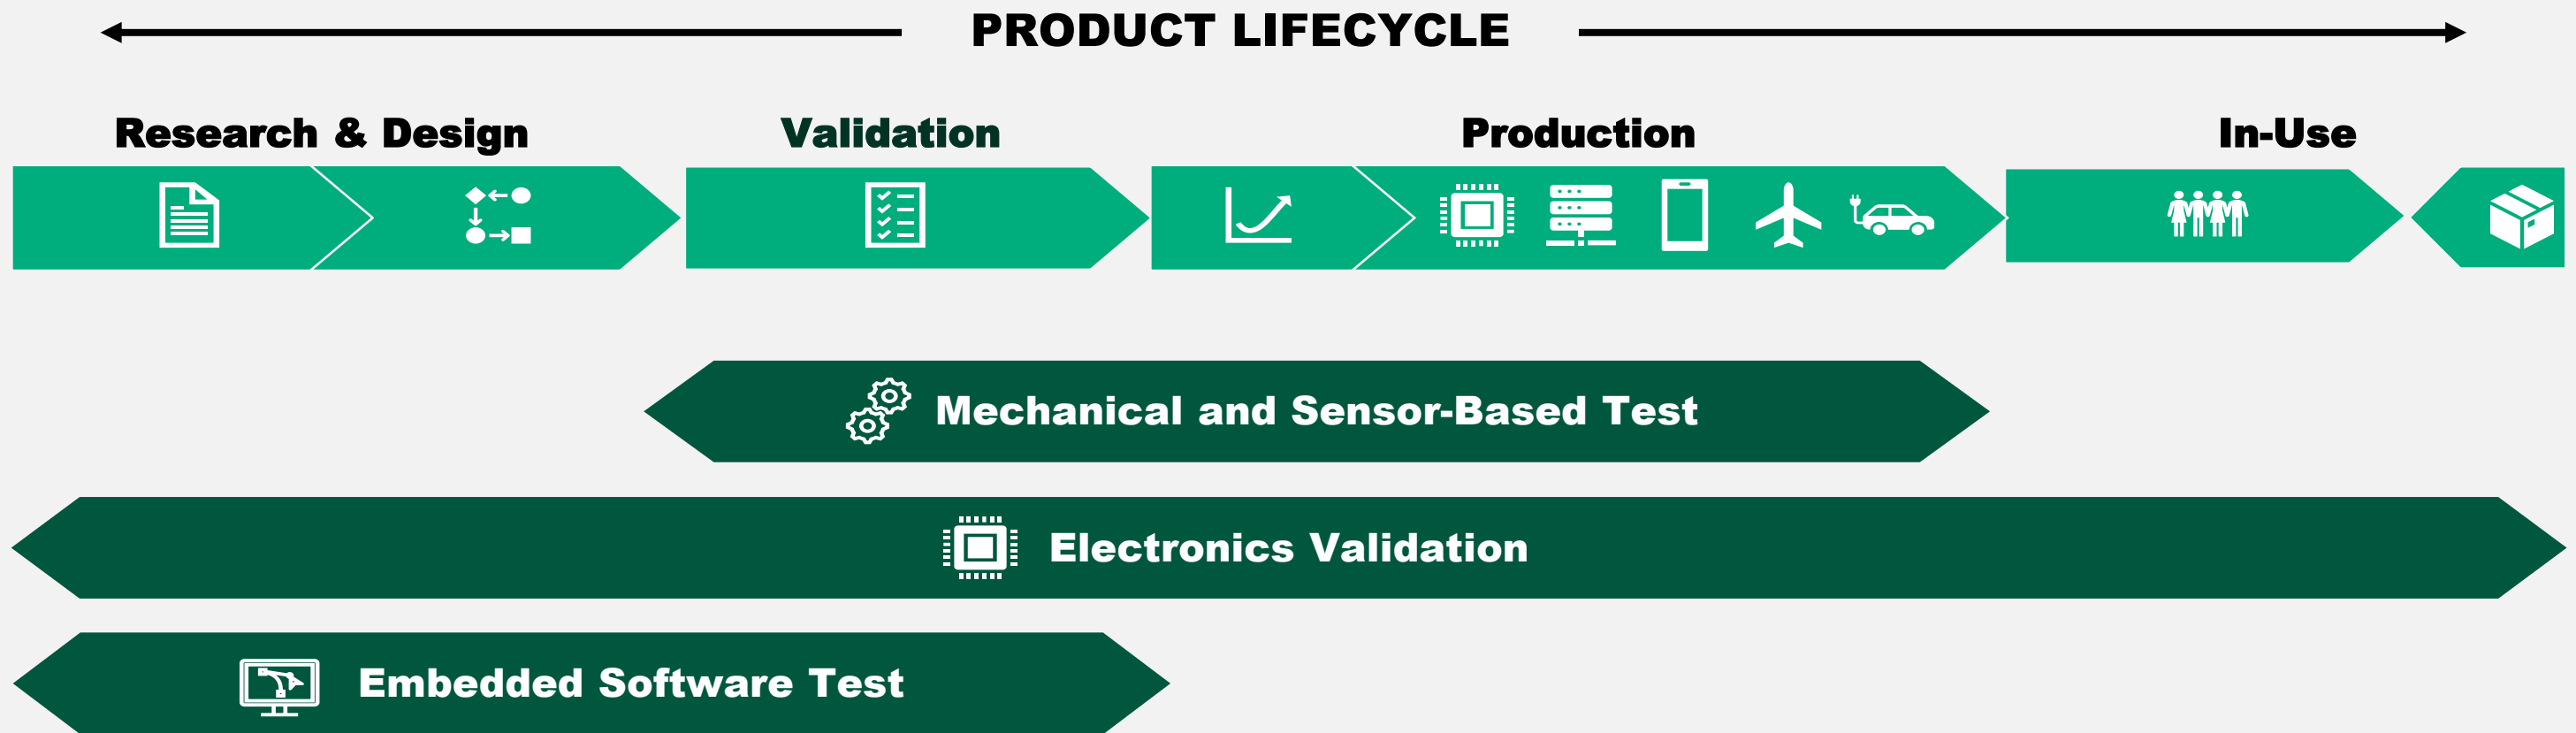 PRODUCT LIFECYCLE
Research & Design
Validation
Production
In-Use
Mechanical and Sensor-Based Test
Electronics Validation
Embedded Software Test